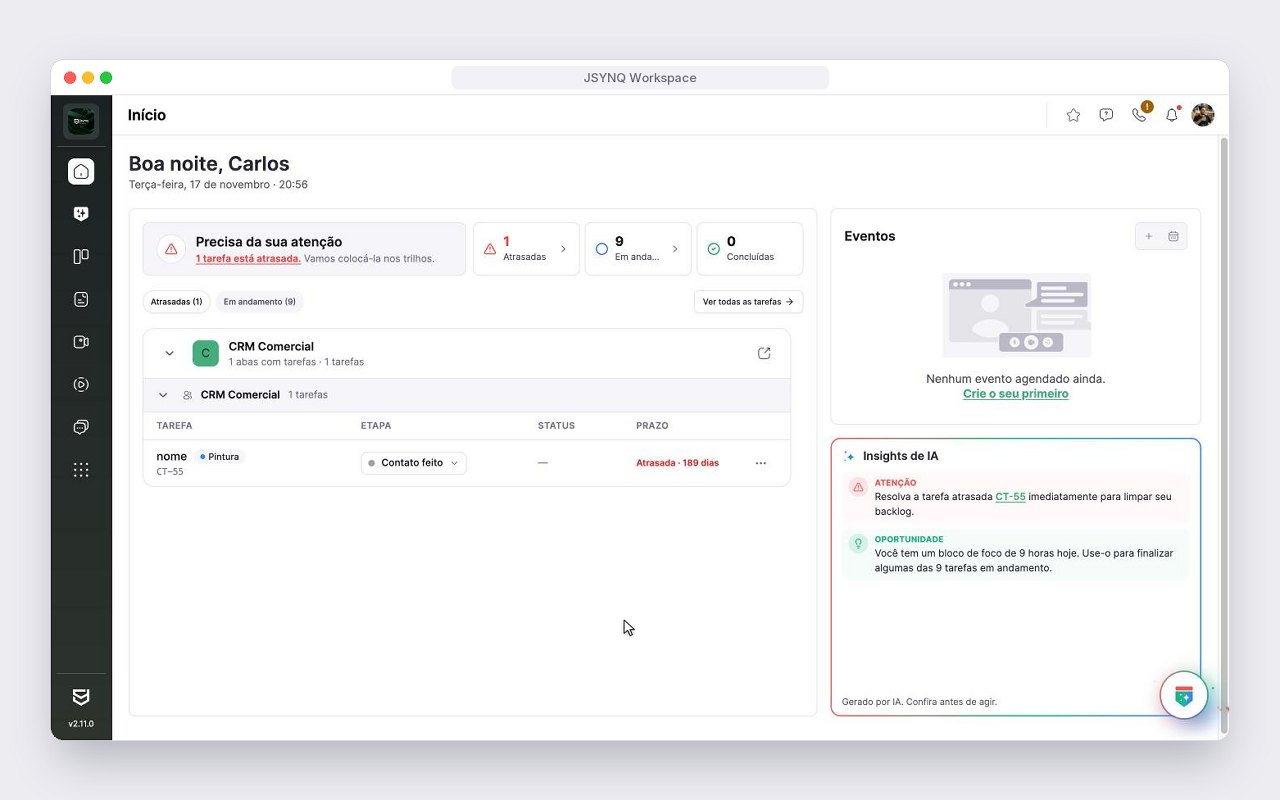 JSYNQ Workspace
Início
Boa noite, Carlos
Terça-feira, 17 de novembro · 20:56
Precisa da sua atenção
1 tarefa está atrasada. Vamos colocá-la nos trilhos.
1
Atrasadas
9
Em anda...
0
Concluídas
Atrasadas (1)
Em andamento (9)
Ver todas as tarefas →
C
CRM Comercial
1 abas com tarefas · 1 tarefas
CRM Comercial 1 tarefas
TAREFA ETAPA STATUS PRAZO
nome Pintura
CT-55
Contato feito
—
Atrasada · 189 dias
Eventos
Nenhum evento agendado ainda.
Crie o seu primeiro
Insights de IA
ATENÇÃO
Resolva a tarefa atrasada CT-55 imediatamente para limpar seu
backlog.
OPORTUNIDADE
Você tem um bloco de foco de 9 horas hoje. Use-o para finalizar
algumas das 9 tarefas em andamento.
Gerado por IA. Confira antes de agir.
v2.11.0